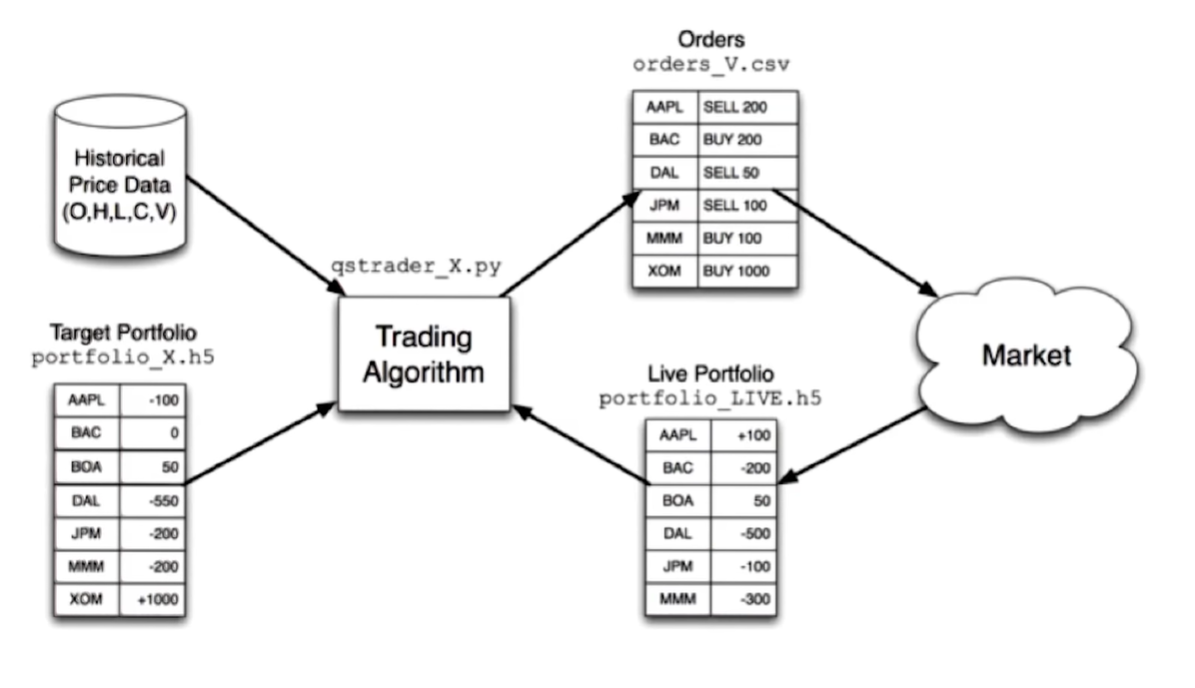 Orders
orders_V.csv
AAPL SELL 200
BAC BUY 200
DAL SELL 50
JPM SELL 100
MMM BUY 100
XOM BUY 1000
Historical
Price Data
(O,H,L,C,V)
qstrader_X.py
Trading
Algorithm
Target Portfolio
portfolio_X.h5
AAPL -100
BAC 0
BOA 50
DAL -550
JPM -200
MMM -200
XOM +1000
Market
Live Portfolio
portfolio_LIVE.h5
AAPL +100
BAC -200
BOA 50
DAL -500
JPM -100
MMM -300